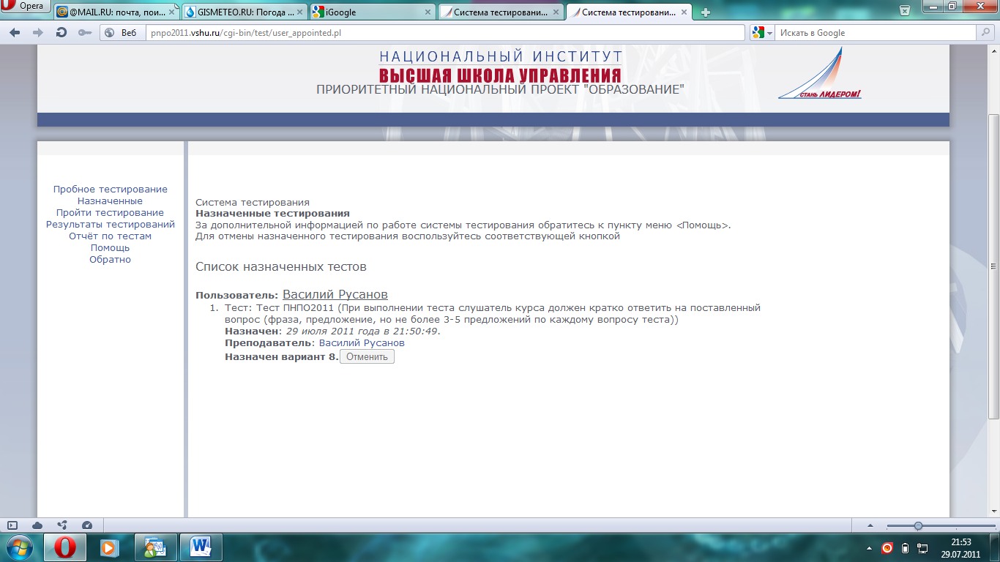 Opera
@MAIL.RU: почта, пои...
GISMETEO.RU: Погода ...
iGoogle
Система тестировани...
Система тестировани...
Веб
pnpo2011.vshu.ru/cgi-bin/test/user_appointed.pl
Искать в Google
НАЦИОНАЛЬНЫЙ ИНСТИТУТ
ВЫСШАЯ ШКОЛА УПРАВЛЕНИЯ
ПРИОРИТЕТНЫЙ НАЦИОНАЛЬНЫЙ ПРОЕКТ "ОБРАЗОВАНИЕ"
СТАНЬ ЛИДЕРОМ!
Пробное тестирование
Назначенные
Пройти тестирование
Результаты тестирований
Отчёт по тестам
Помощь
Обратно
Система тестирования
Назначенные тестирования
За дополнительной информацией по работе системы тестирования обратитесь к пункту меню <Помощь>.
Для отмены назначенного тестирования воспользуйтесь соответствующей кнопкой
Список назначенных тестов
Пользователь: Василий Русанов
1. Тест: Тест ПНПО2011 (При выполнении теста слушатель курса должен кратко ответить на поставленный
вопрос (фраза, предложение, но не более 3-5 предложений по каждому вопросу теста))
Назначен: 29 июля 2011 года в 21:50:49.
Преподаватель: Василий Русанов
Назначен вариант 8. Отменить
21:53
29.07.2011